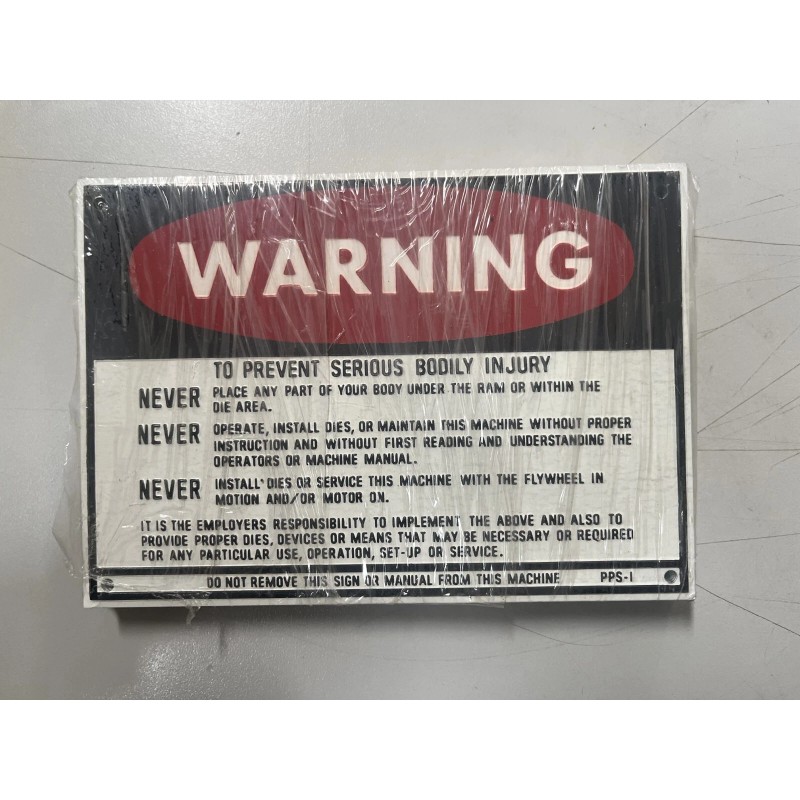 WARNING
TO PREVENT SERIOUS BODILY INJURY
NEVER PLACE ANY PART OF YOUR BODY UNDER THE RAM OR WITHIN THE
DIE AREA.
NEVER OPERATE, INSTALL DIES, OR MAINTAIN THIS MACHINE WITHOUT PROPER
INSTRUCTION AND WITHOUT FIRST READING AND UNDERSTANDING THE
OPERATORS OR MACHINE MANUAL.
NEVER INSTALL DIES OR SERVICE THIS MACHINE WITH THE FLYWHEEL IN
MOTION AND/OR MOTOR ON.
IT IS THE EMPLOYERS RESPONSIBILITY TO IMPLEMENT THE ABOVE AND ALSO TO
PROVIDE PROPER DIES, DEVICES OR MEANS THAT MAY BE NECESSARY OR REQUIRED
FOR ANY PARTICULAR USE, OPERATION, SET-UP OR SERVICE.
DO NOT REMOVE THIS SIGN OR MANUAL FROM THIS MACHINE PPS-1